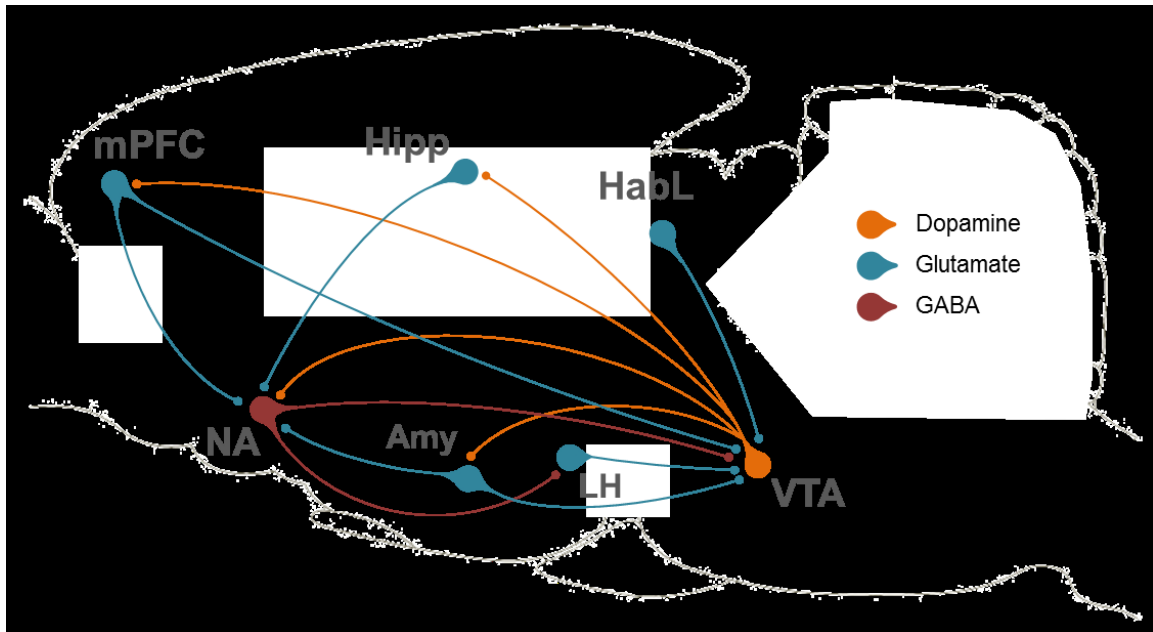 mPFC
Hipp
HabL
Dopamine
Glutamate
GABA
NA
Amy
LH
VTA